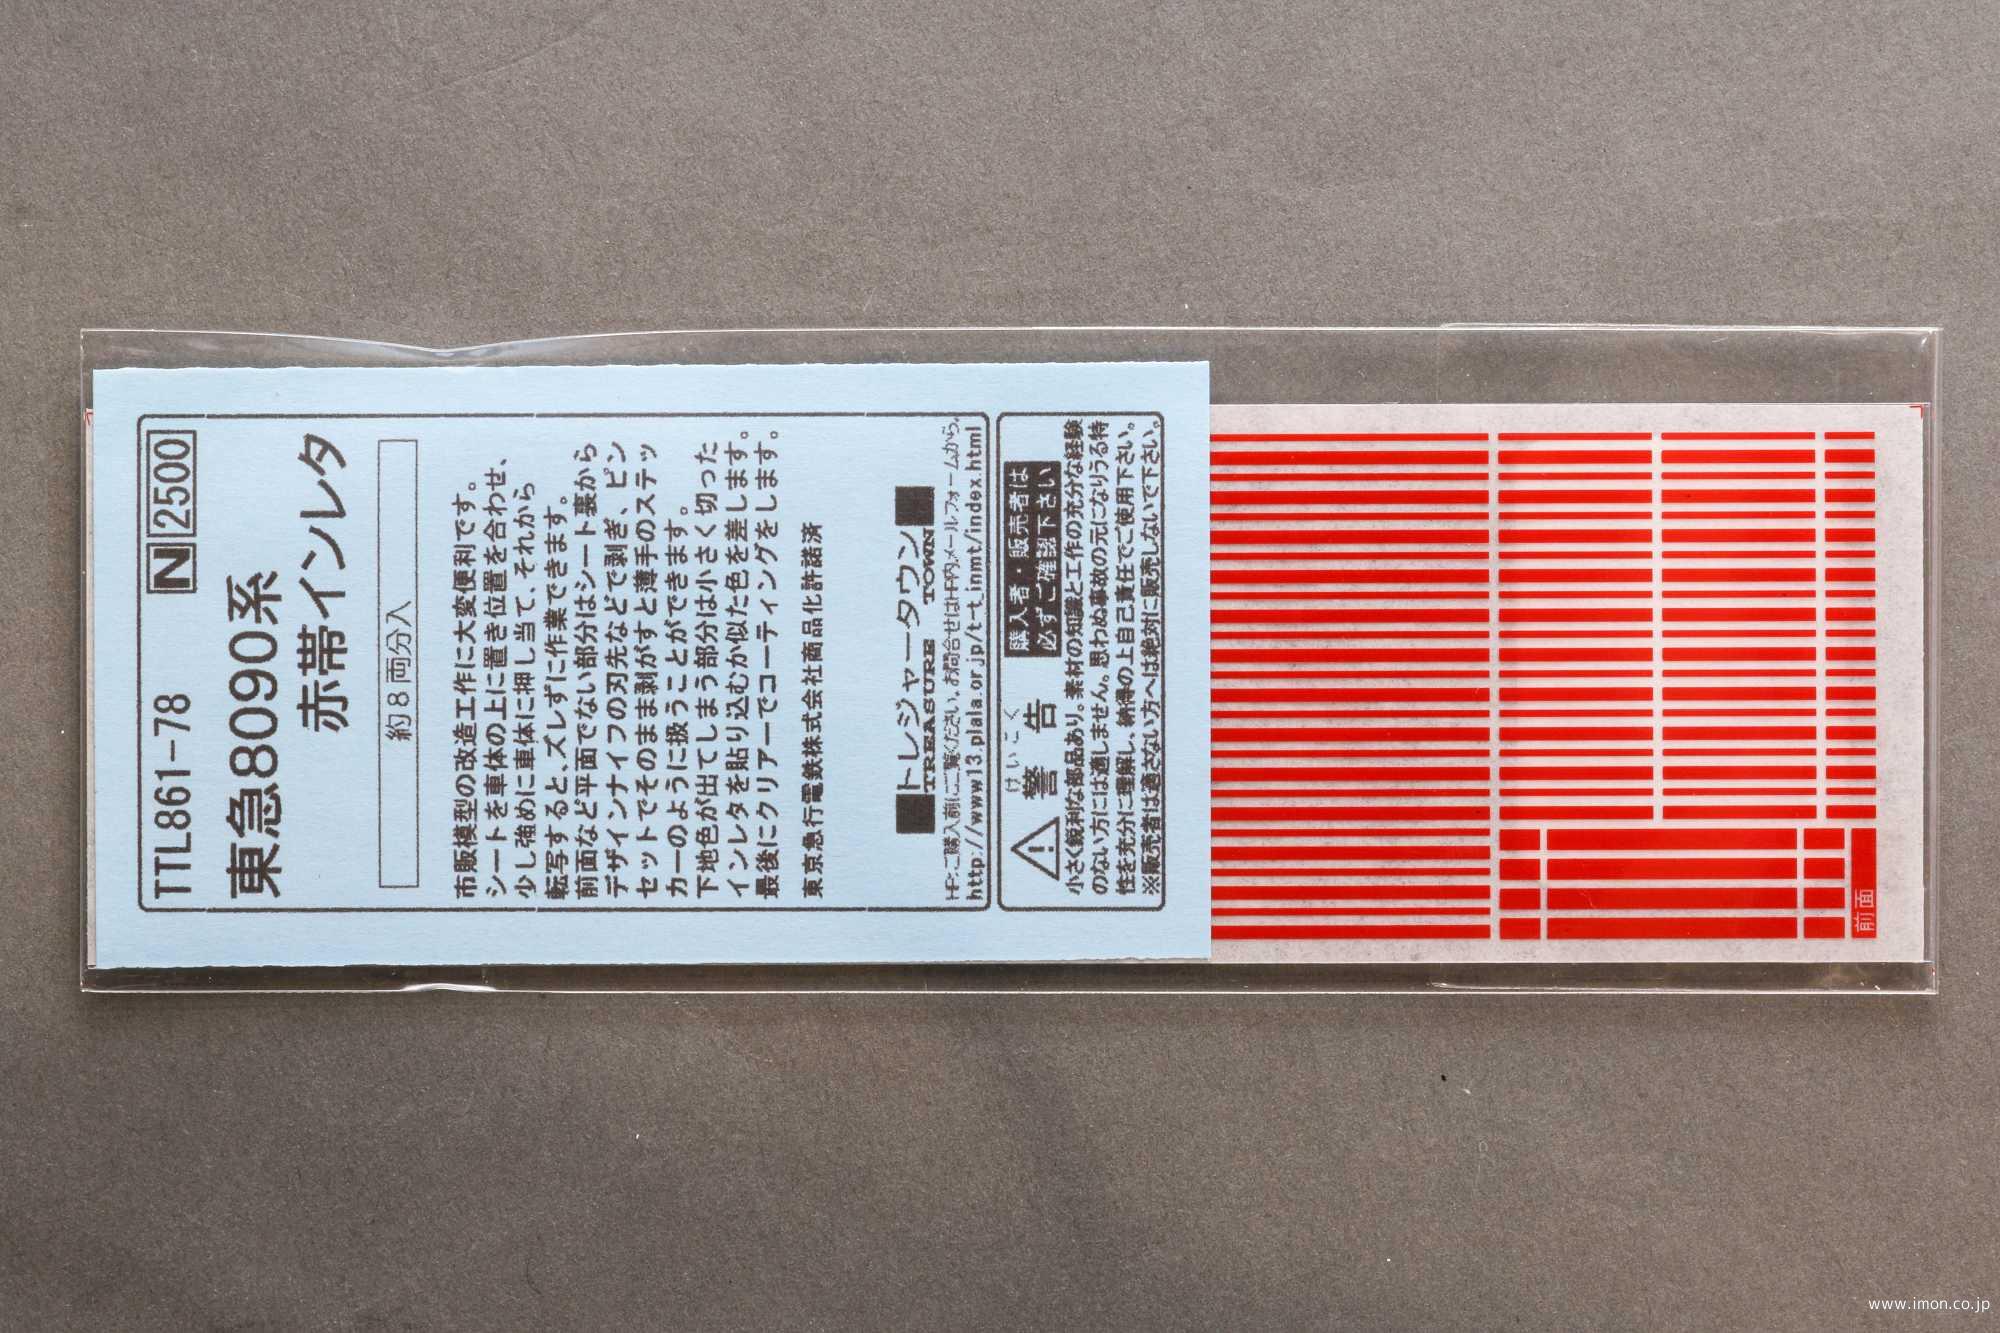 TTL861-78
N 2500
東急8090系
赤帯インレタ
約8両分入
市販模型の改造工作に大変便利です。
シートを車体の上に置き位置を合わせ、
少し強めに車体に押し当て、それから
転写すると、ズレずに作業できます。
前面など平面でない部分はシート裏から
デザインナイフの刃先などで剥ぎ、ピン
セットでそのまま剥がすと薄手のステッ
カーのように扱うことができます。
下地色が出てしまう部分は小さく切った
インレタを貼り込むか似た色を差します。
最後にクリアーでコーティングをします。
東京急行電鉄株式会社商品化許諾済
トレジャータウン
TREASURE TOWN
HP:ご購入前にご覧ください。お問合せはHP内メールフォームから。
http://www13.plala.or.jp/t-t_inmt/index.html
けいこく
警告
購入者・販売者は
必ずご確認下さい
小さく鋭利な部品あり。素材の知識と工作の充分な経験
のない方には適しません。思わぬ事故の元になりうる特
性を充分に理解し、納得の上自己責任でご使用下さい。
※販売者は適さない方へは絶対に販売しないで下さい。
前面
www.imon.co.jp